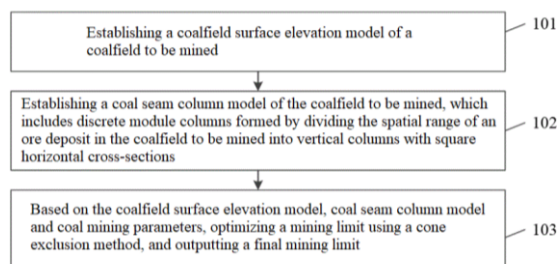 Establishing a coalfield surface elevation model of a
coalfield to be mined
101
Establishing a coal seam column model of the coalfield to be mined, which
includes discrete module columns formed by dividing the spatial range of an
ore deposit in the coalfield to be mined into vertical columns with square
horizontal cross-sections
102
Based on the coalfield surface elevation model, coal seam column model
and coal mining parameters, optimizing a mining limit using a cone
exclusion method, and outputting a final mining limit
103